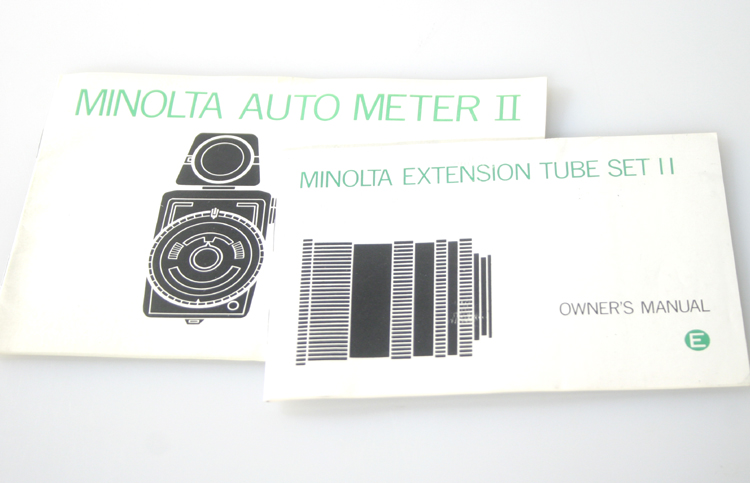 MINOLTA AUTO METER II
MINOLTA EXTENSION TUBE SET II
OWNER'S MANUAL
E